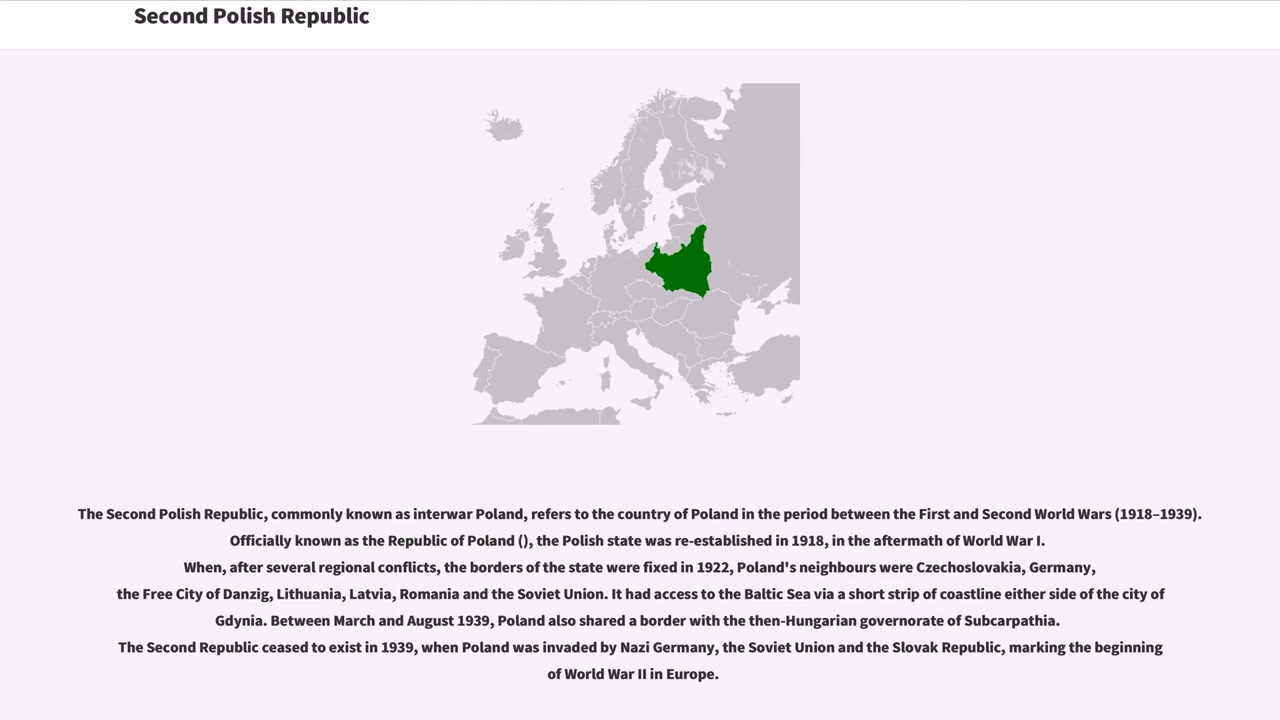 Second Polish Republic
The Second Polish Republic, commonly known as interwar Poland, refers to the country of Poland in the period between the First and Second World Wars (1918–1939).
Officially known as the Republic of Poland (), the Polish state was re-established in 1918, in the aftermath of World War I.
When, after several regional conflicts, the borders of the state were fixed in 1922, Poland's neighbours were Czechoslovakia, Germany,
the Free City of Danzig, Lithuania, Latvia, Romania and the Soviet Union. It had access to the Baltic Sea via a short strip of coastline either side of the city of
Gdynia. Between March and August 1939, Poland also shared a border with the then-Hungarian governorate of Subcarpathia.
The Second Republic ceased to exist in 1939, when Poland was invaded by Nazi Germany, the Soviet Union and the Slovak Republic, marking the beginning
of World War II in Europe.